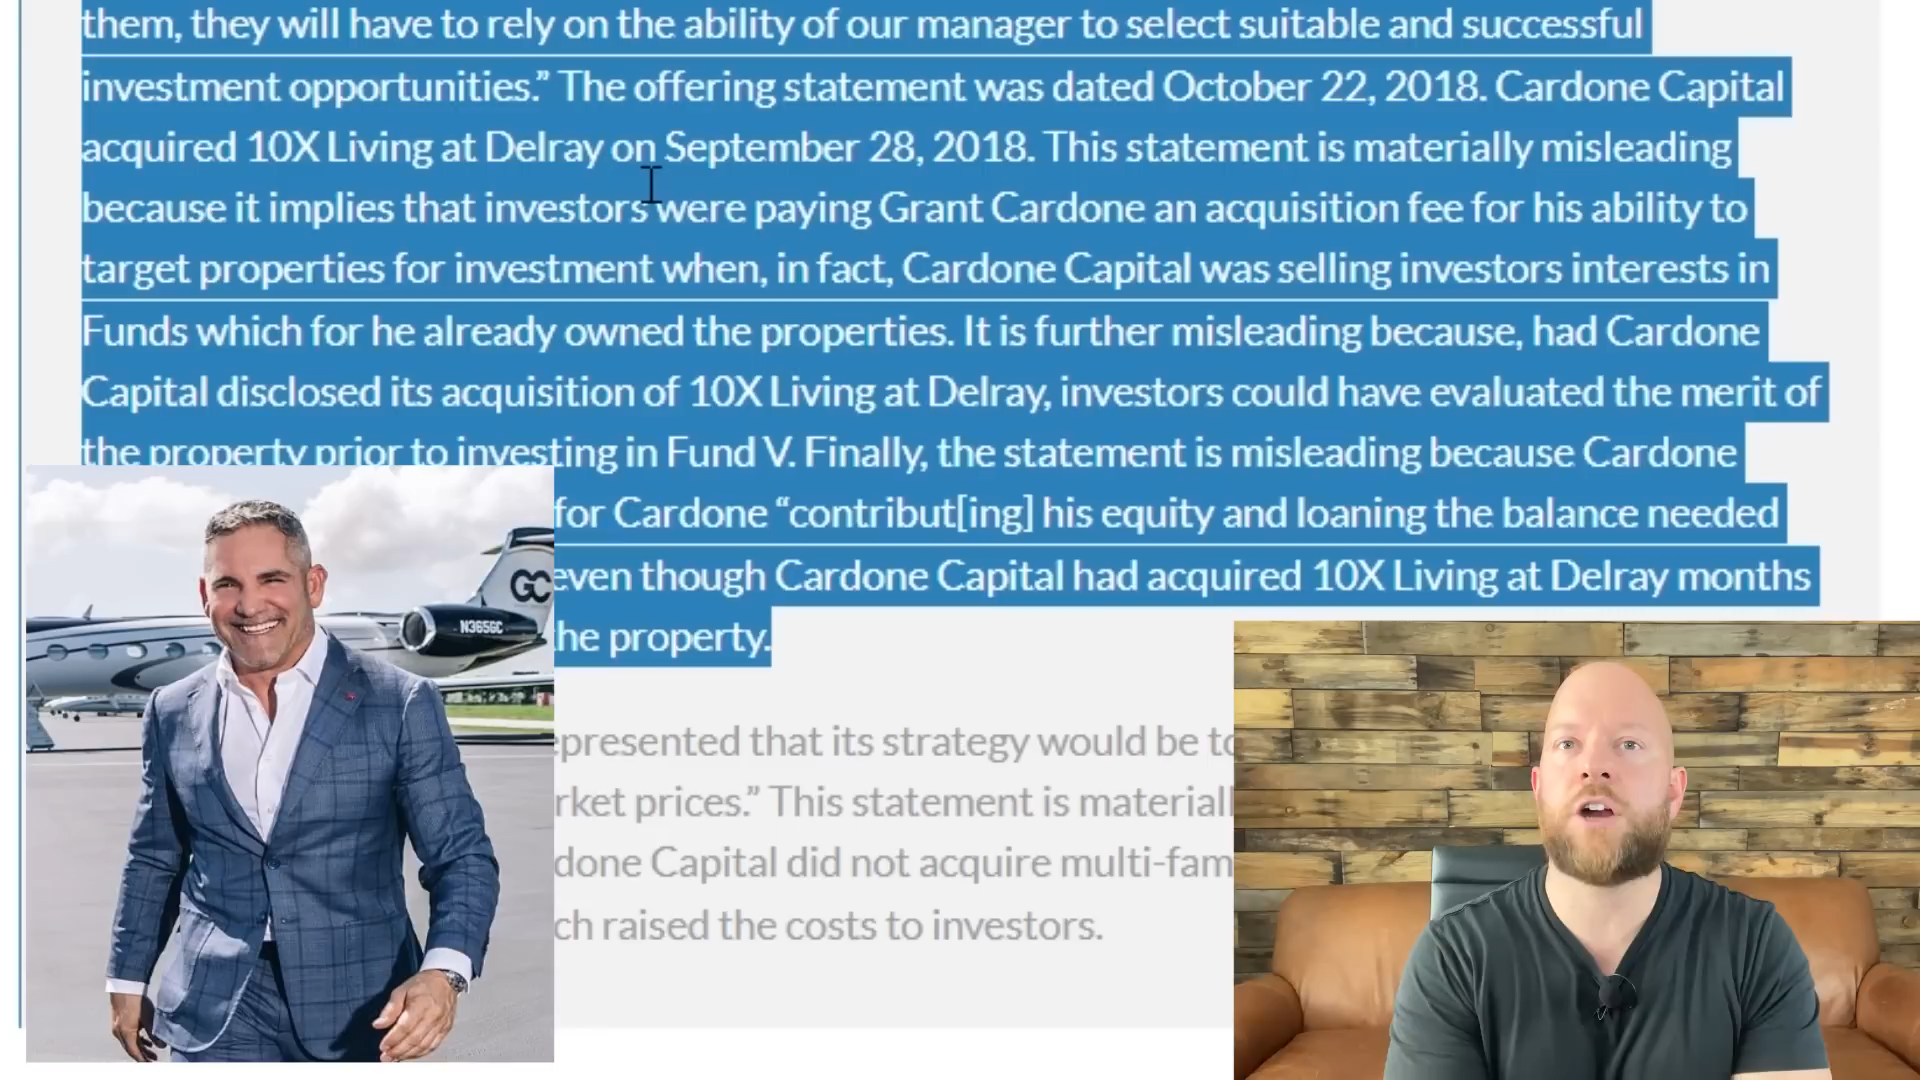 them, they will have to rely on the ability of our manager to select suitable and successful
investment opportunities.” The offering statement was dated October 22, 2018. Cardone Capital
acquired 10X Living at Delray on September 28, 2018. This statement is materially misleading
because it implies that investors were paying Grant Cardone an acquisition fee for his ability to
target properties for investment when, in fact, Cardone Capital was selling investors interests in
Funds which for he already owned the properties. It is further misleading because, had Cardone
Capital disclosed its acquisition of 10X Living at Delray, investors could have evaluated the merit of
the property prior to investing in Fund V. Finally, the statement is misleading because Cardone
for Cardone “contribut[ing] his equity and loaning the balance needed
even though Cardone Capital had acquired 10X Living at Delray months
the property.
epresented that its strategy would be to
rket prices.” This statement is material
done Capital did not acquire multi-fam
ch raised the costs to investors.
GC
N365GC